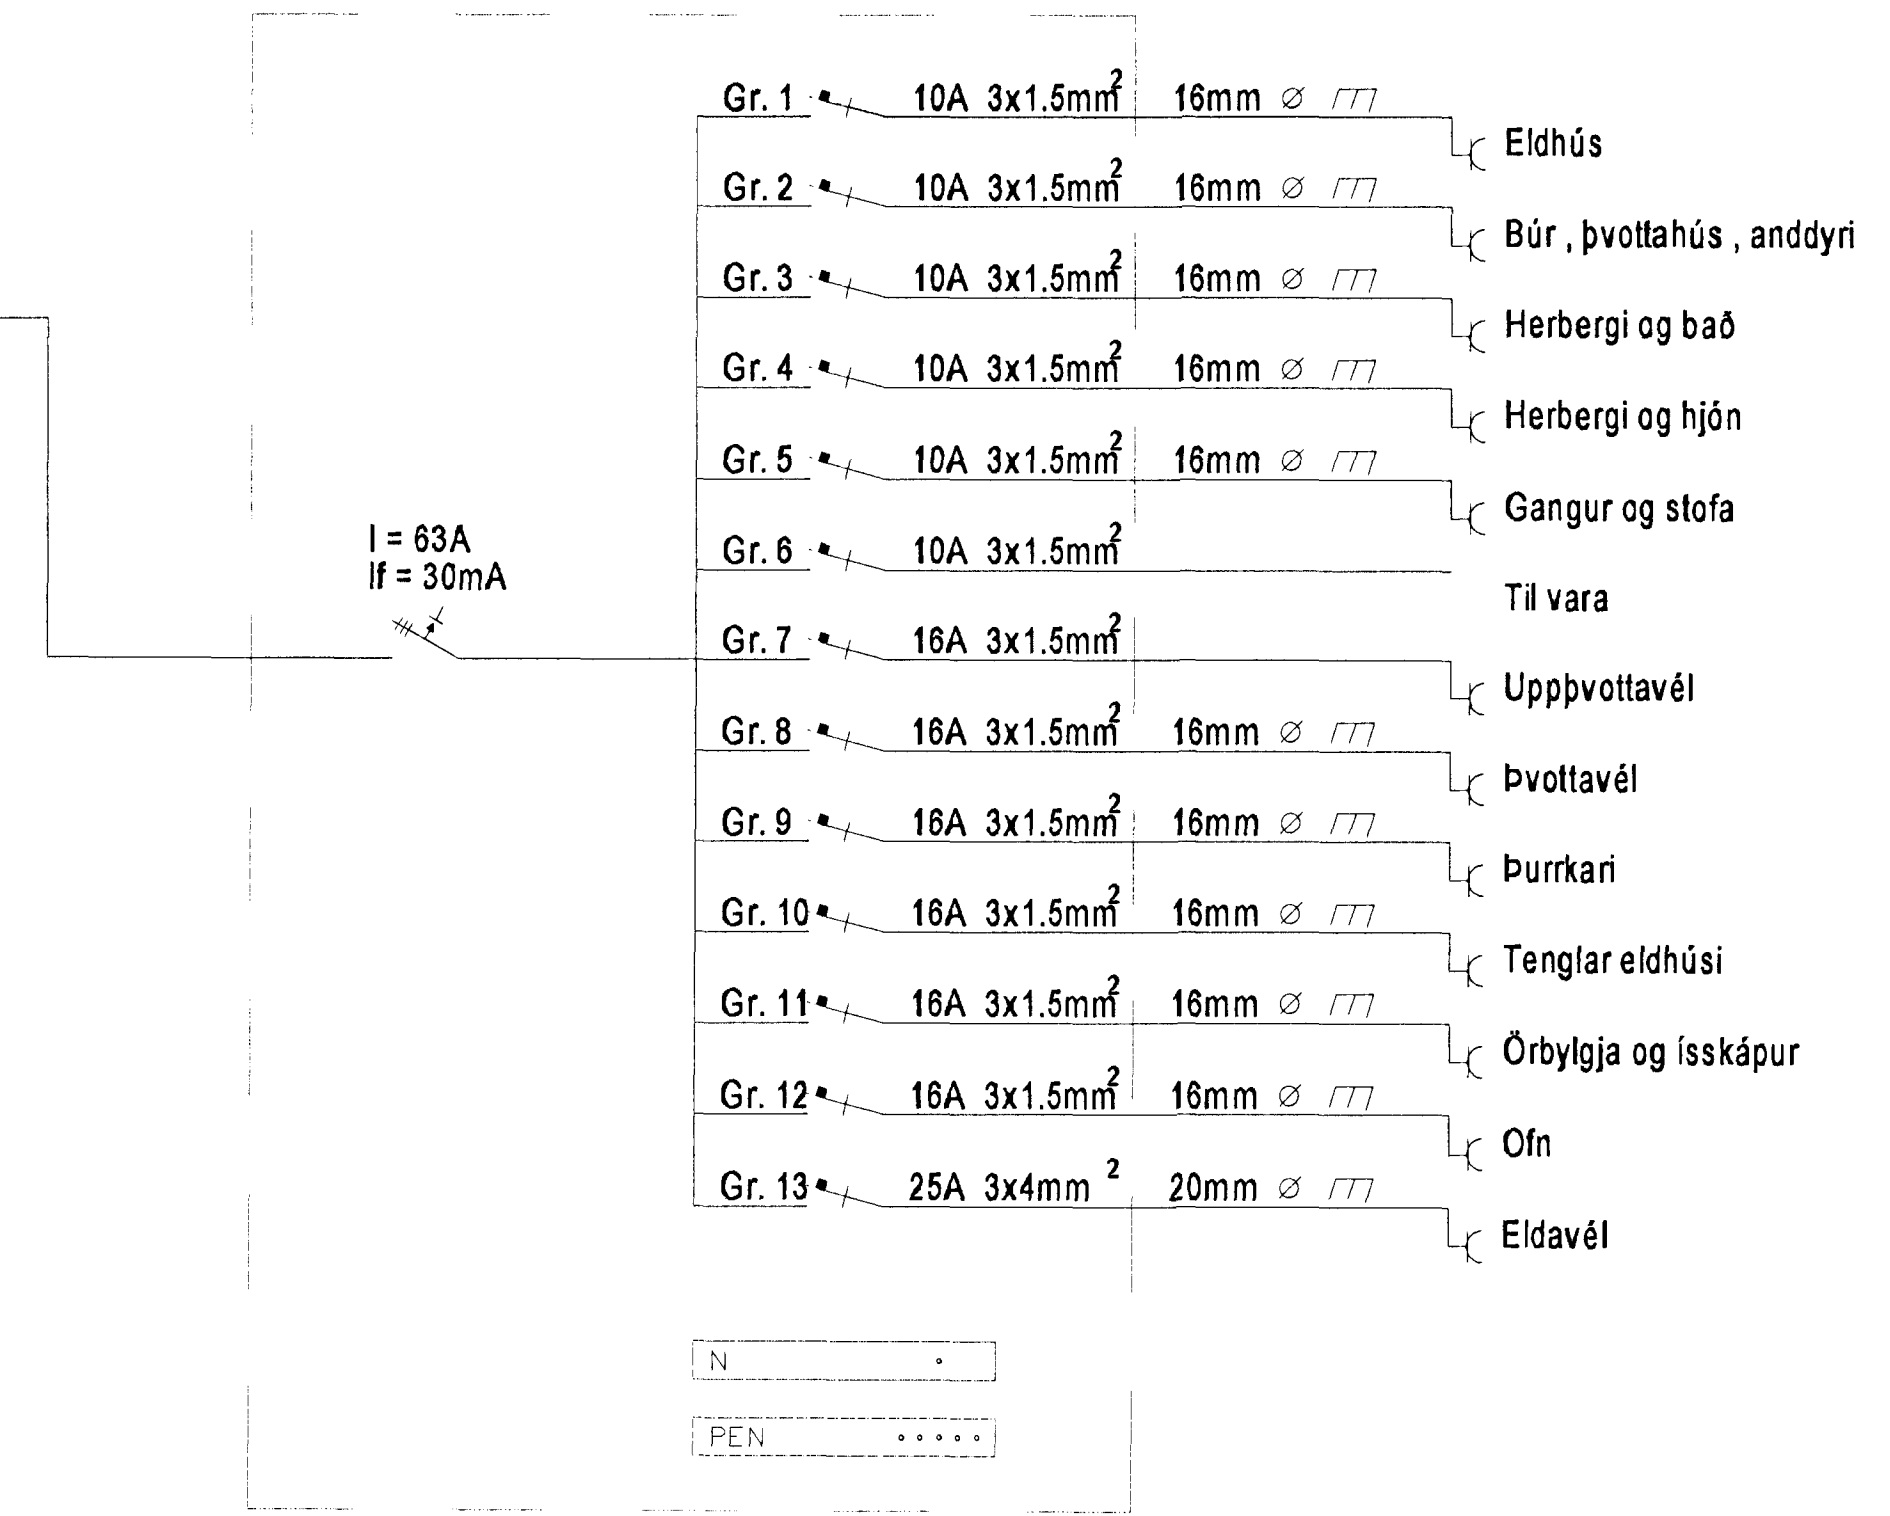 Gr. 1 10A 3x1.5mm² 16mm ⌀
Eldhús
Gr. 2 10A 3x1.5mm² 16mm ⌀
Búr , þvottahús , anddyri
Gr. 3 10A 3x1.5mm² 16mm ⌀
Herbergi og bað
Gr. 4 10A 3x1.5mm² 16mm ⌀
Herbergi og hjón
Gr. 5 10A 3x1.5mm² 16mm ⌀
Gangur og stofa
I = 63A
If = 30mA
Gr. 6 10A 3x1.5mm²
Til vara
Gr. 7 16A 3x1.5mm²
Uppþvottavél
Gr. 8 16A 3x1.5mm² 16mm ⌀
Þvottavél
Gr. 9 16A 3x1.5mm² 16mm ⌀
Þurrkari
Gr. 10 16A 3x1.5mm² 16mm ⌀
Tenglar eldhúsi
Gr. 11 16A 3x1.5mm² 16mm ⌀
Örbylgja og ísskápur
Gr. 12 16A 3x1.5mm² 16mm ⌀
Ofn
Gr. 13 25A 3x4mm ² 20mm ⌀
Eldavél
N
PEN